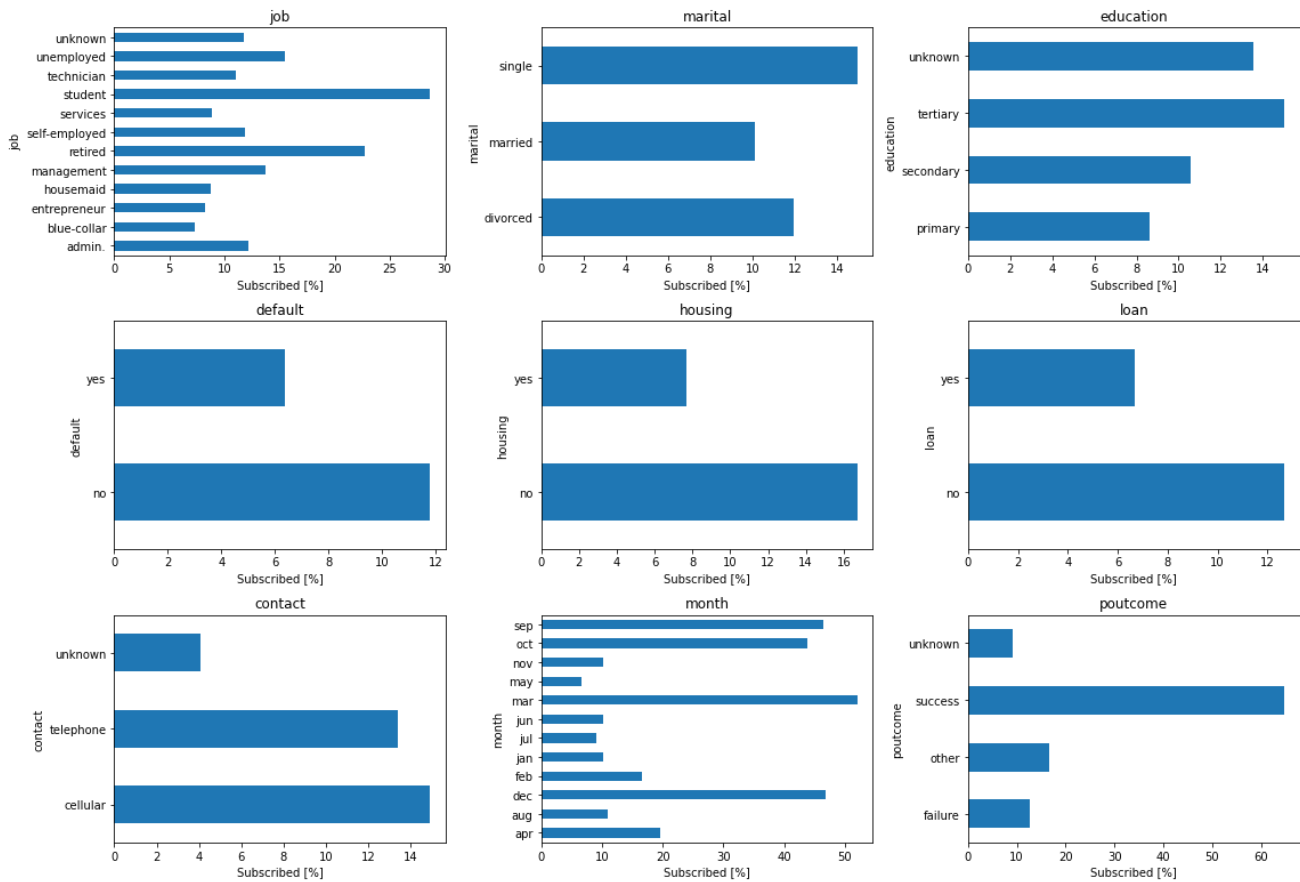 job
unknown
unemployed
technician
student
services
self-employed
retired
management
housemaid
entrepreneur
blue-collar
admin.
job
0 5 10 15 20 25 30
Subscribed [%]
marital
single
married
divorced
marital
0 2 4 6 8 10 12 14
Subscribed [%]
education
unknown
tertiary
secondary
primary
education
0 2 4 6 8 10 12 14
Subscribed [%]
default
yes
no
default
0 2 4 6 8 10 12
Subscribed [%]
housing
yes
no
housing
0 2 4 6 8 10 12 14 16
Subscribed [%]
loan
yes
no
loan
0 2 4 6 8 10 12
Subscribed [%]
contact
unknown
telephone
cellular
contact
0 2 4 6 8 10 12 14
Subscribed [%]
month
sep
oct
nov
may
mar
jun
jul
jan
feb
dec
aug
apr
month
0 10 20 30 40 50
Subscribed [%]
poutcome
unknown
success
other
failure
poutcome
0 10 20 30 40 50 60
Subscribed [%]